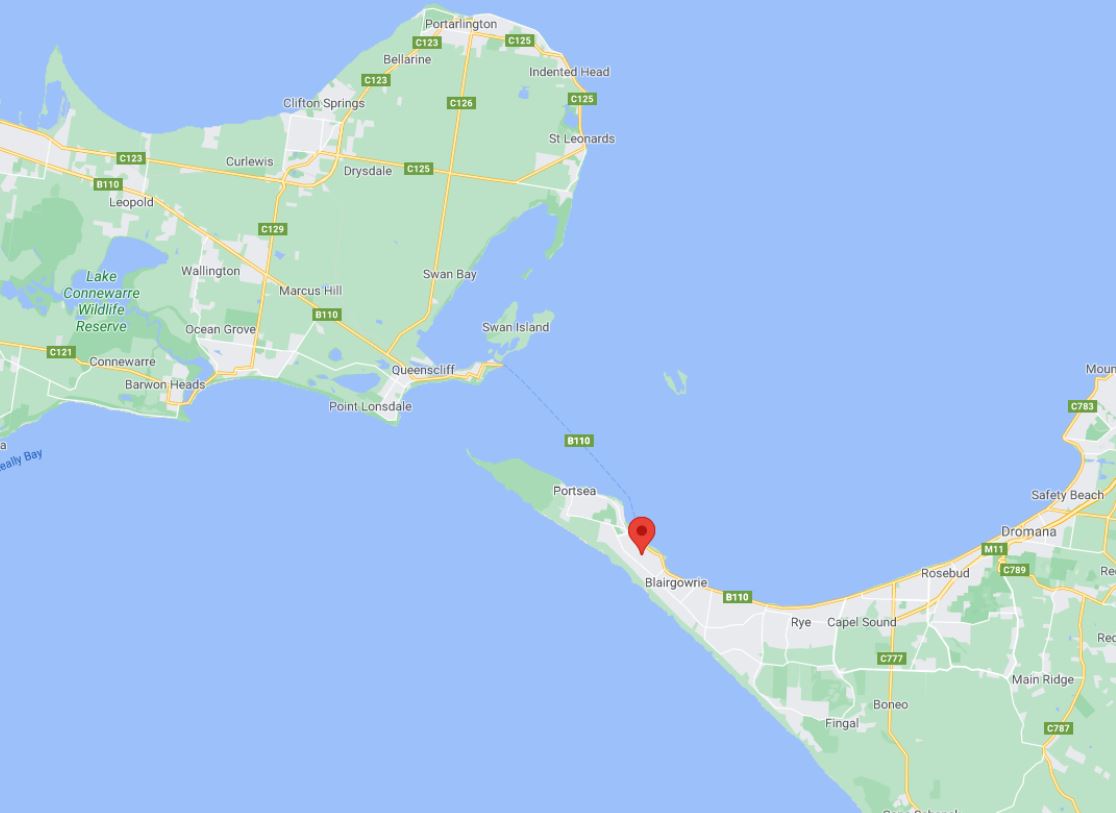 Portarlington
C123
C125
Bellarine
Indented Head
C123
Clifton Springs
C126
C125
St Leonards
C123
Curlewis
Drysdale
C125
B110
Leopold
C129
Wallington
Swan Bay
Lake
Connewarre
Wildlife
Reserve
Marcus Hill
B110
Ocean Grove
Swan Island
C121
Connewarre
Queenscliff
Moun
Barwon Heads
Point Lonsdale
C783
a
eally Bay
B110
Portsea
Safety Beach
Dromana
M11
C789
Rosebud
Re
Blairgowrie
B110
Rye
Capel Sound
Red
C777
Main Ridge
Boneo
Fingal
C787